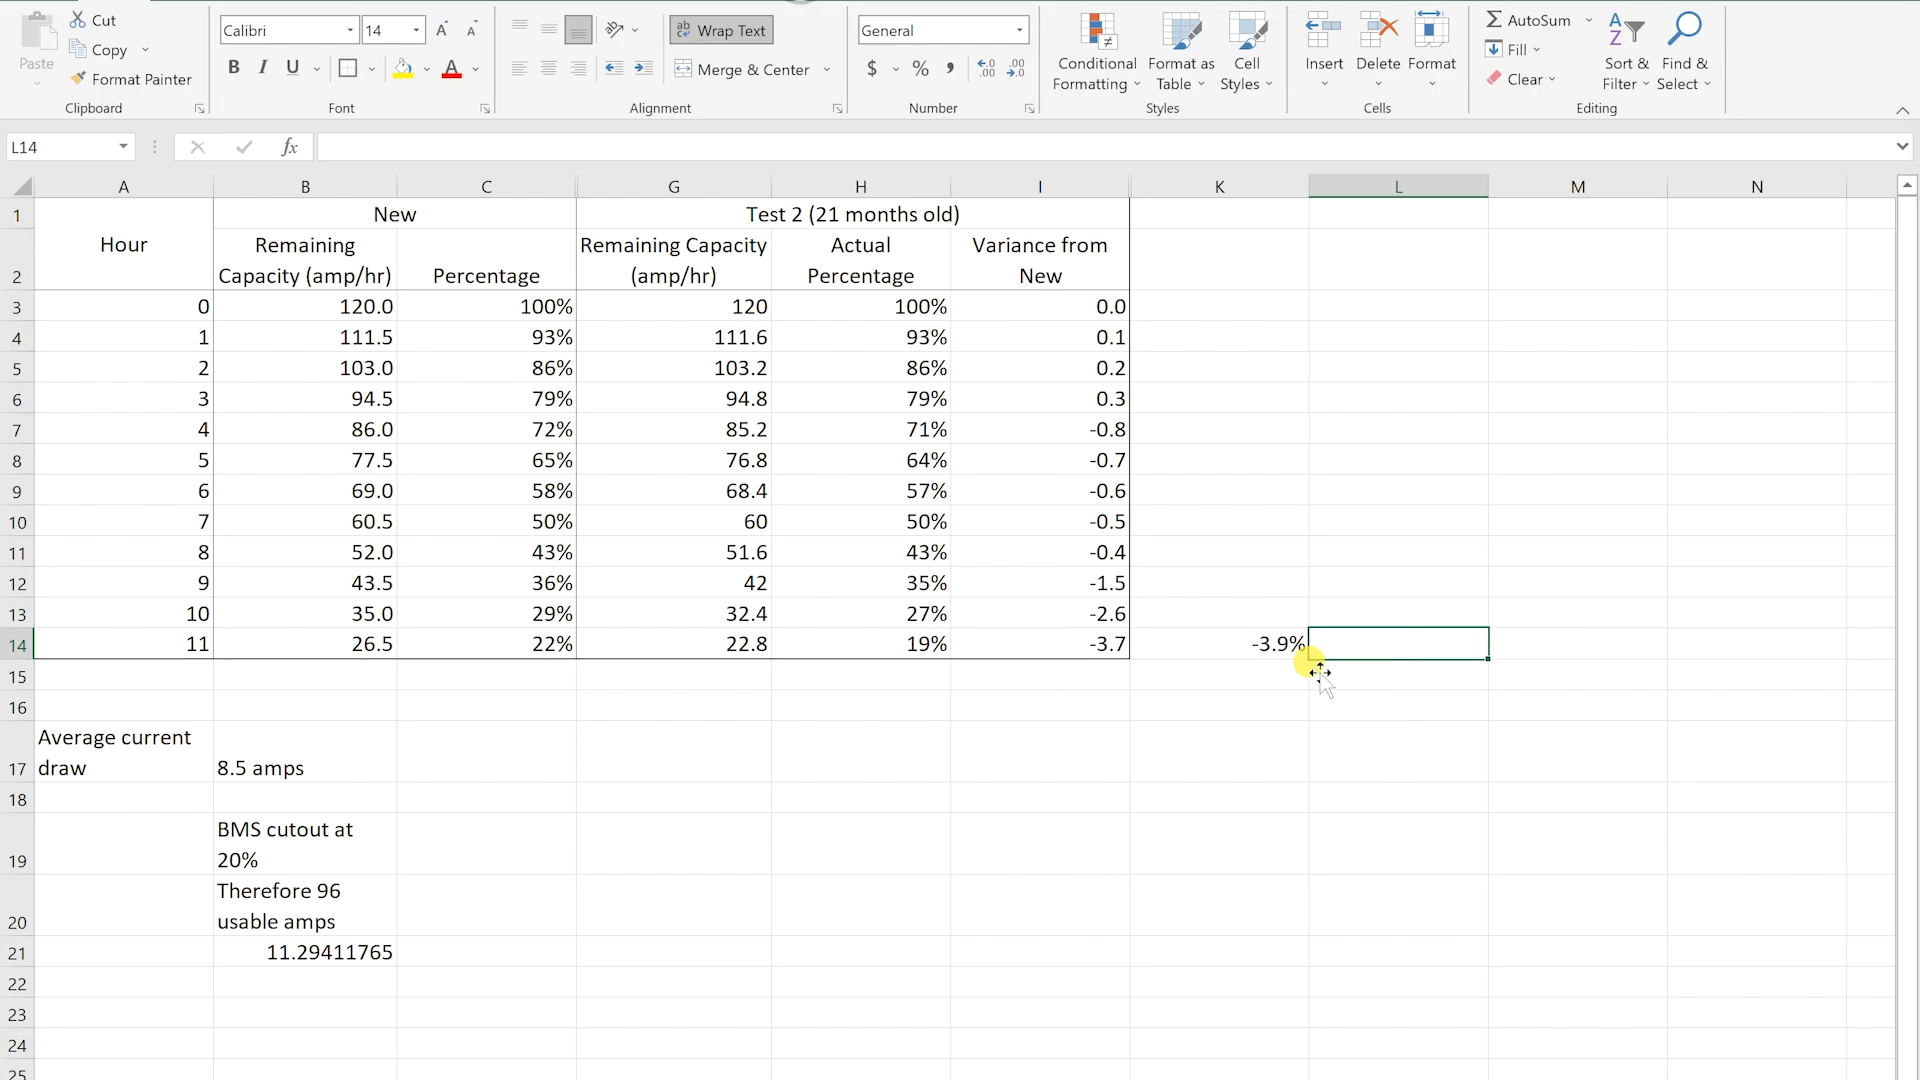 Cut
Copy
Format Painter
Paste
Clipboard
Calibri
14
B I U
Font
ab Wrap Text
Merge & Center
Alignment
General
$ % ,
Number
Conditional
Formatting
Format as
Table
Cell
Styles
Styles
Insert
Delete
Format
Cells
AutoSum
Fill
Clear
Sort &
Filter
Find &
Select
Editing
L14
fx
A B C G H I K L M N
1 New Test 2 (21 months old)
Hour
2 Remaining
Capacity (amp/hr)
Percentage
Remaining Capacity
(amp/hr)
Actual
Percentage
Variance from
New
3 0 120.0 100% 120 100% 0.0
4 1 111.5 93% 111.6 93% 0.1
5 2 103.0 86% 103.2 86% 0.2
6 3 94.5 79% 94.8 79% 0.3
7 4 86.0 72% 85.2 71% -0.8
8 5 77.5 65% 76.8 64% -0.7
9 6 69.0 58% 68.4 57% -0.6
10 7 60.5 50% 60 50% -0.5
11 8 52.0 43% 51.6 43% -0.4
12 9 43.5 36% 42 35% -1.5
13 10 35.0 29% 32.4 27% -2.6
14 11 26.5 22% 22.8 19% -3.7 -3.9%
15
16
Average current
17 draw 8.5 amps
18
BMS cutout at
19 20%
Therefore 96
20 usable amps
21 11.29411765
22
23
24
25